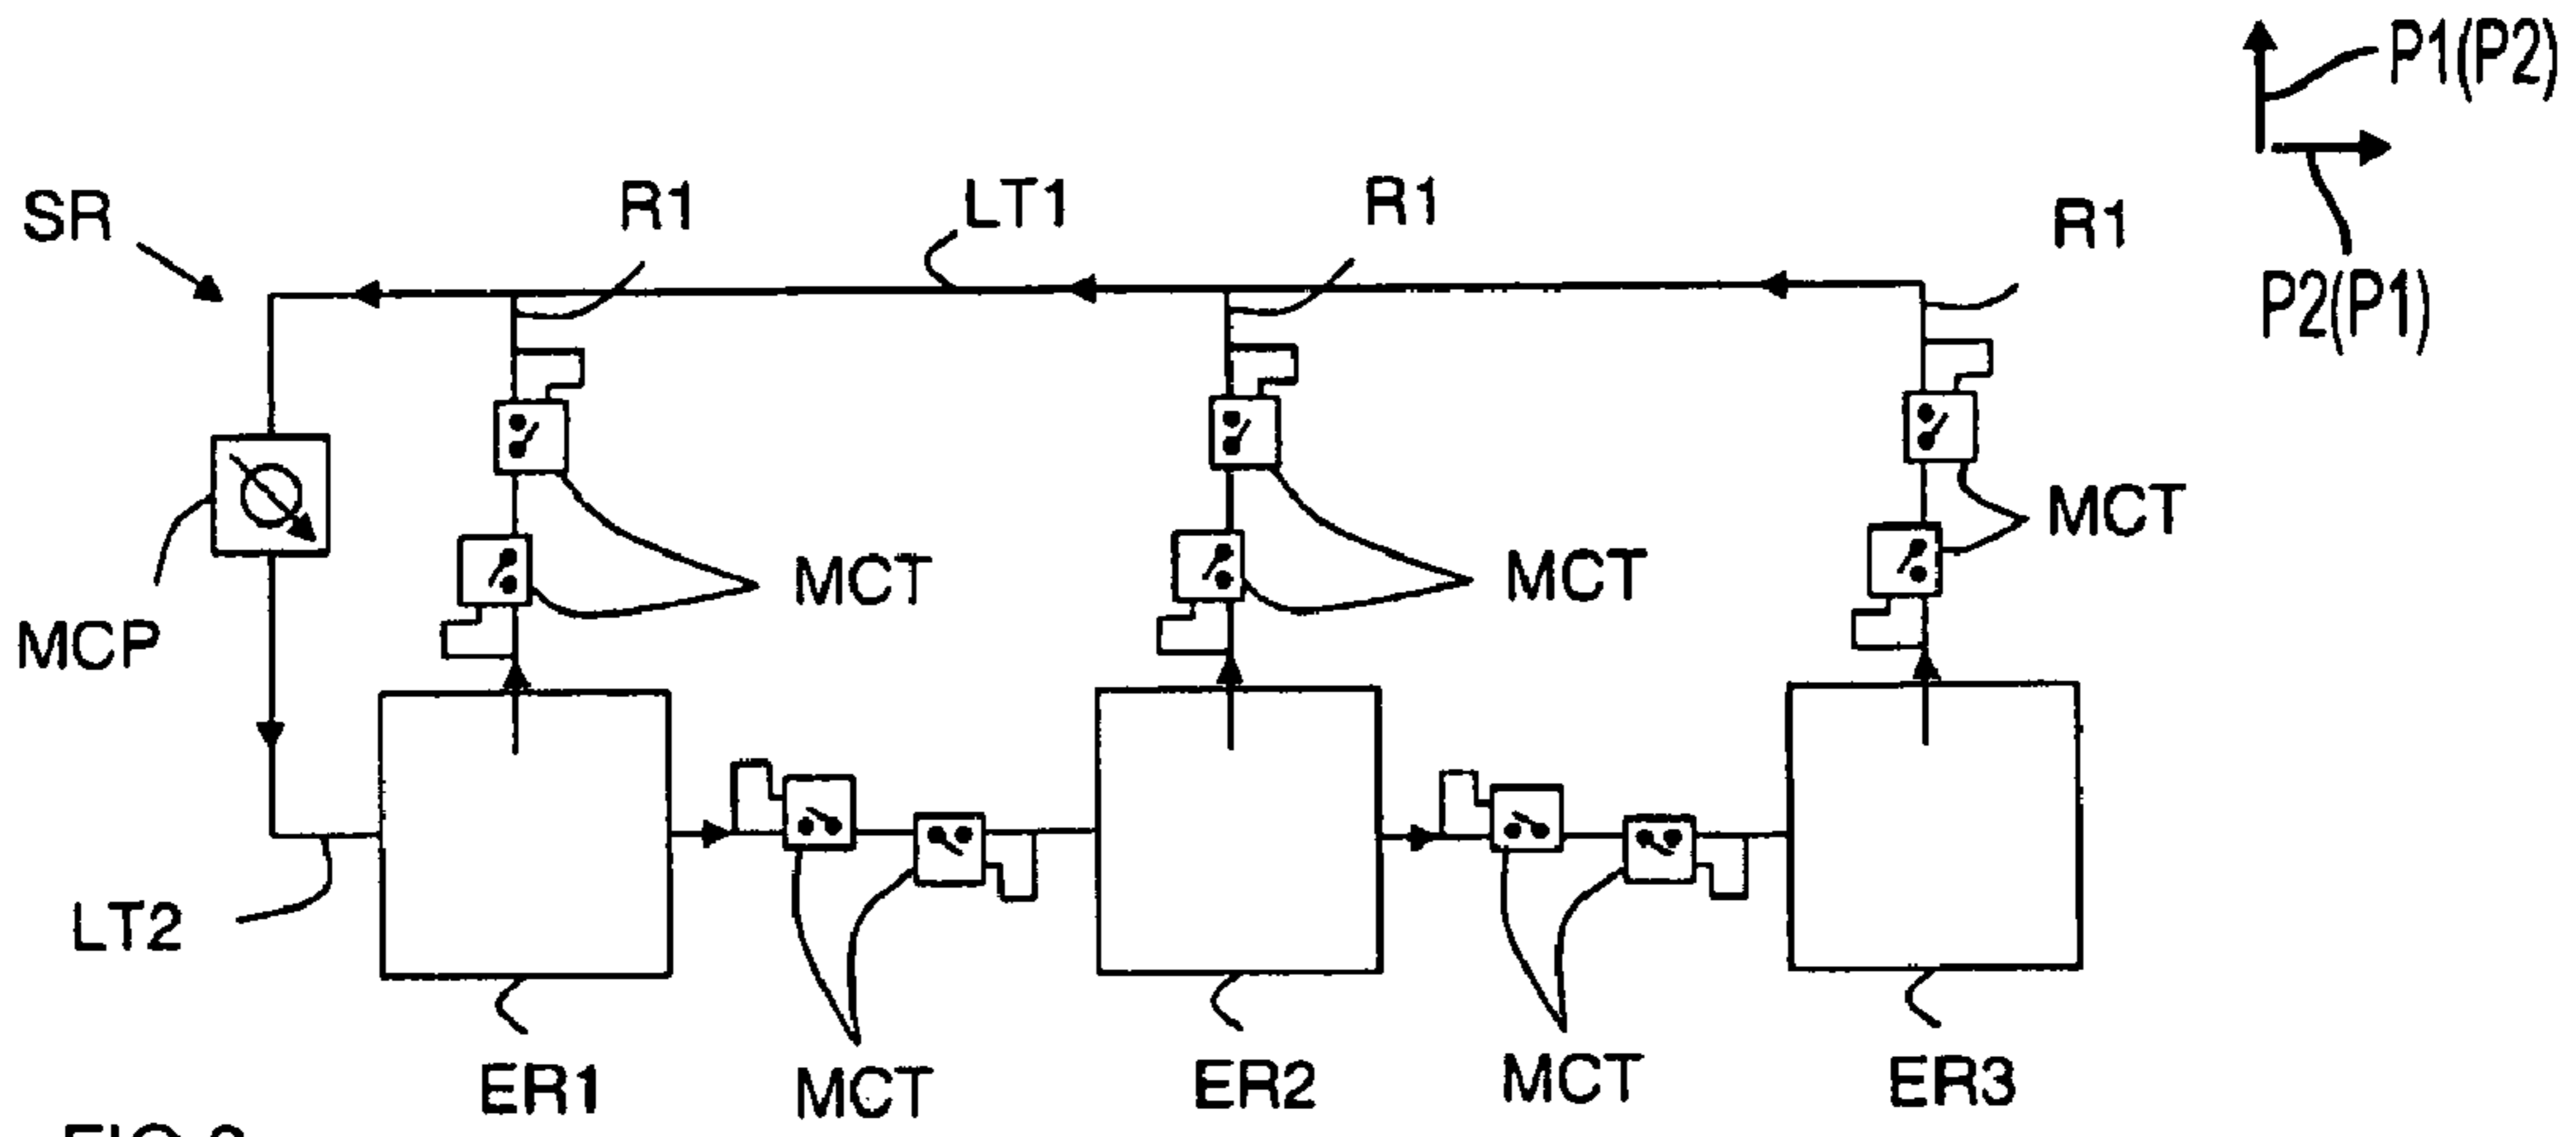 P1(P2)
SR
R1
LT1
R1
R1
P2(P1)
MCT
MCT
MCT
MCP
LT2
ER1
MCT
ER2
MCT
ER3